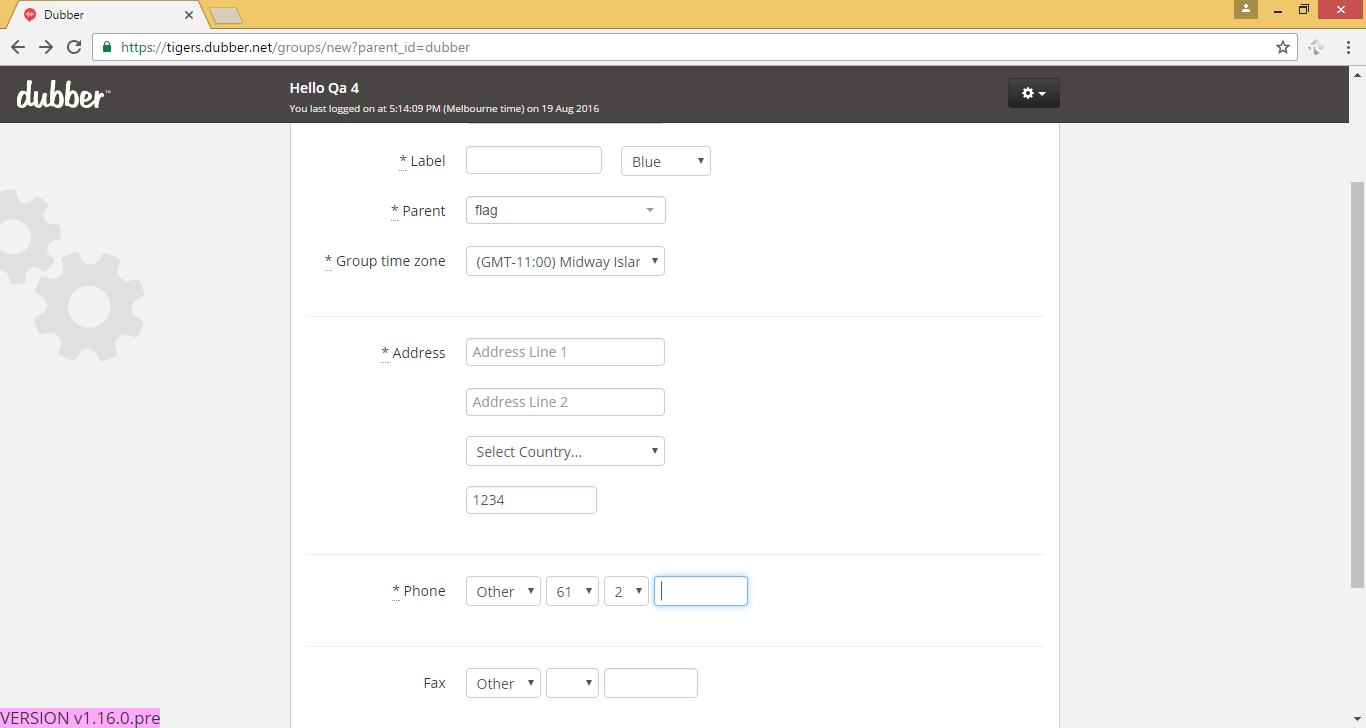 Dubber
https://tigers.dubber.net/groups/new?parent_id=dubber
dubber™
Hello Qa 4
You last logged on at 5:14:09 PM (Melbourne time) on 19 Aug 2016
* Label Blue
* Parent flag
* Group time zone (GMT-11:00) Midway Islar
* Address Address Line 1
Address Line 2
Select Country...
1234
* Phone Other 61 2
Fax Other
VERSION v1.16.0.pre